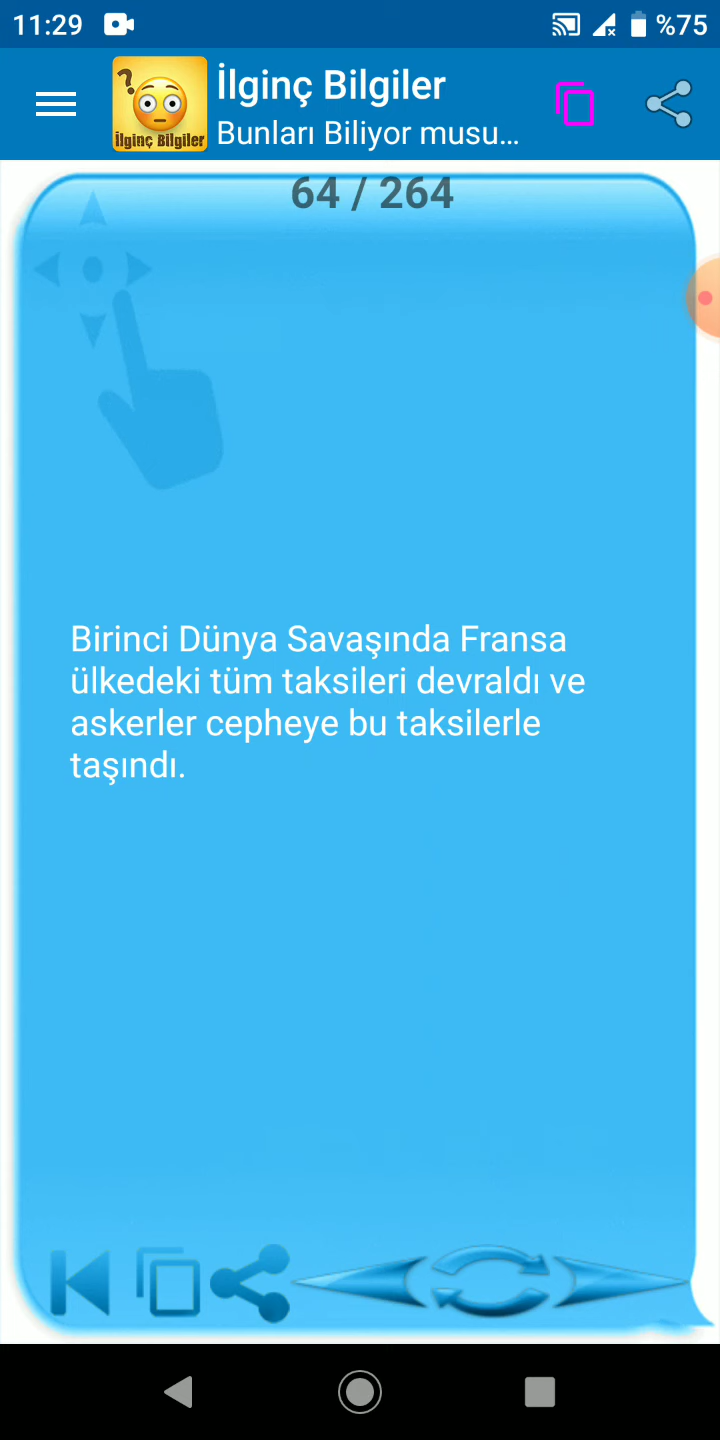 11:29
%75
İlginç Bilgiler
Bunları Biliyor musu...
?
İlginç Bilgiler
64 / 264
Birinci Dünya Savaşında Fransa
ülkedeki tüm taksileri devraldı ve
askerler cepheye bu taksilerle
taşındı.